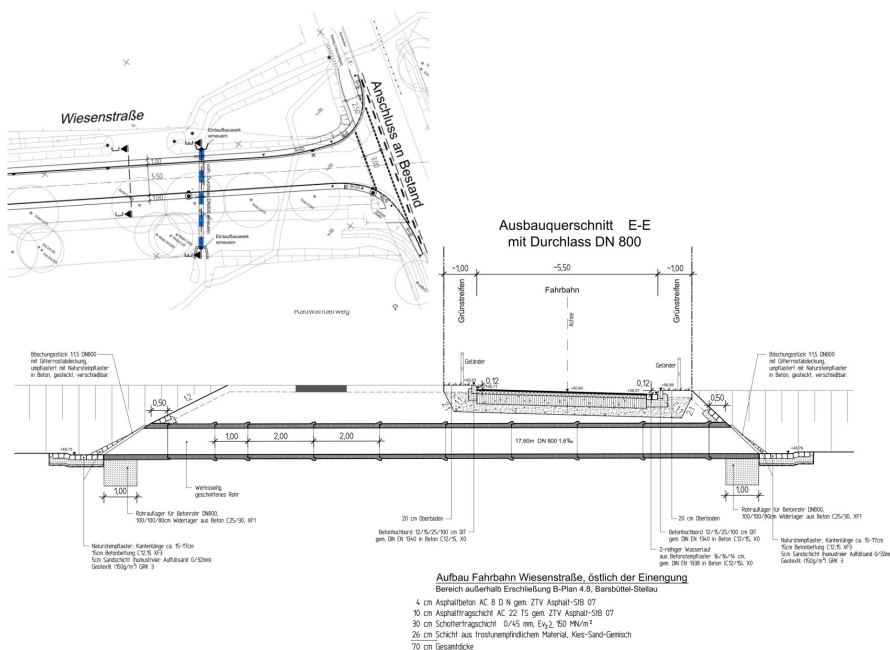 Wiesenstraße
Anschluss an Bestand
Einlaufbauwerk
erneuern
1,00
5,50
1,00
3,00
Einlaufbauwerk
erneuern
Radwanderweg
Ausbauquerschnitt E-E
mit Durchlass DN 800
~1,00
~5,50
~1,00
Grünstreifen
Fahrbahn
Grünstreifen
Achse
Geländer
Geländer
0,12
0,12
Böschungsstück 1:1,5 DN800
mit Gitterrostabdeckung,
umpflastert mit Natursteinpflaster
in Beton, gesteckt, verschließbar.
Böschungsstück 1:1,5 DN800
mit Gitterrostabdeckung,
umpflastert mit Natursteinpflaster
in Beton, gesteckt, verschließbar.
0,50
1:2
0,50
1,00
2,00
2,00
17,60m DN 800 1,6‰
1,00
1,00
Werksseitig
geschnittenes Rohr
Rohrauflager für Betonrohr DN800,
100/100/80cm Widerlager aus Beton C25/30, XF1
Natursteinpflaster, Kantenlänge ca. 15-17cm
15cm Betonbettung C12,15 XF3
5cm Sandschicht (humusfreier Auffüllsand 0/32mm)
Geotextil (150g/m²) GRK 3
20 cm Oberboden
Betonhochbord 12/15/25/100 cm DIT
gem. DIN EN 1340 in Beton C12/15, X0
20 cm Oberboden
Betonhochbord 12/15/25/100 cm DIT
gem. DIN EN 1340 in Beton C12/15, X0
2-reihiger Wasserlauf
aus Betonsteinpflaster 16/16/14 cm,
gem. DIN EN 1338 in Beton (C12/15), X0
Rohrauflager für Betonrohr DN800,
100/100/80cm Widerlager aus Beton C25/30, XF1
Natursteinpflaster, Kantenlänge ca. 15-17cm
15cm Betonbettung C12,15 XF3
5cm Sandschicht (humusfreier Auffüllsand 0/32mm
Geotextil (150g/m²) GRK 3
Aufbau Fahrbahn Wiesenstraße, östlich der Einengung
Bereich außerhalb Erschließung B-Plan 4.8, Barsbüttel-Stellau
4 cm Asphaltbeton AC 8 D N gem. ZTV Asphalt-StB 07
10 cm Asphalttragschicht AC 22 TS gem. ZTV Asphalt-StB 07
30 cm Schottertragschicht 0/45 mm, Ev₂ ≥ 150 MN/m²
26 cm Schicht aus frostunempfindlichem Material, Kies-Sand-Gemisch
70 cm Gesamtdicke